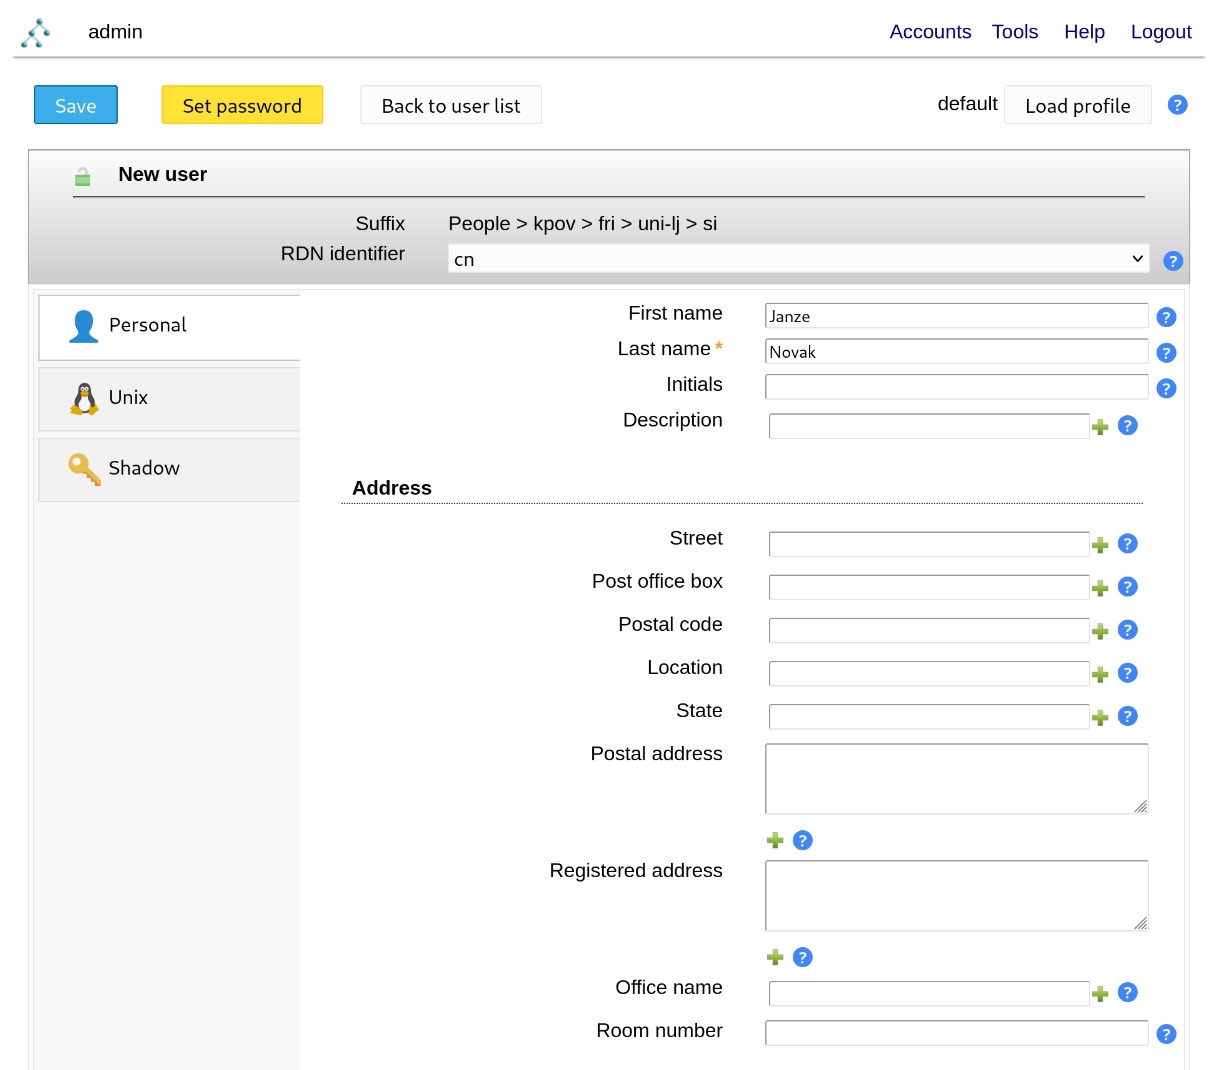 admin Accounts Tools Help Logout
Save Set password Back to user list default Load profile ?
New user
Suffix People > kpov > fri > uni-lj > si
RDN identifier cn ?
Personal
Unix
Shadow
First name Janze ?
Last name * Novak ?
Initials ?
Description ?
Address
Street ?
Post office box ?
Postal code ?
Location ?
State ?
Postal address
?
Registered address
?
Office name ?
Room number ?